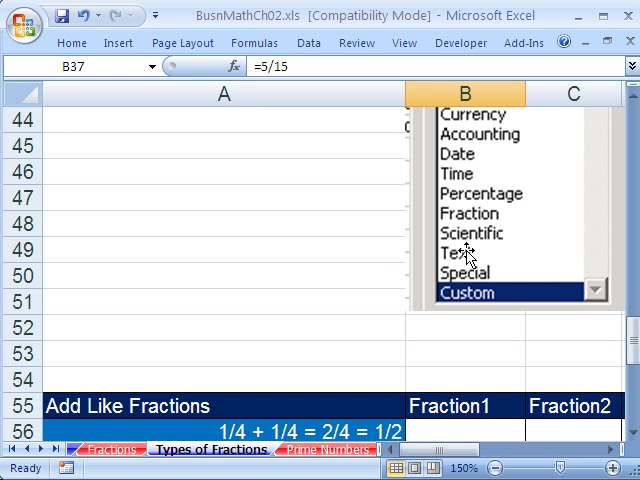 BusnMathCh02.xls [Compatibility Mode] - Microsoft Excel
Home Insert Page Layout Formulas Data Review View Developer Add-Ins
B37 fx =5/15
A B C
44 Currency
45 Accounting
Date
46 Time
47 Percentage
48 Fraction
Scientific
49 Text
50 Special
51 Custom
52
53
54
55 Add Like Fractions Fraction1 Fraction2
56 1/4 + 1/4 = 2/4 = 1/2
Fractions Types of Fractions Prime Numbers
Ready 150%